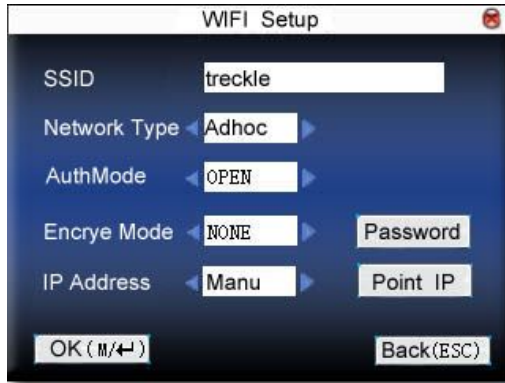 WIFI Setup
SSID treckle
Network Type Adhoc
AuthMode OPEN
Encrye Mode NONE Password
IP Address Manu Point IP
OK(M/↵) Back(ESC)